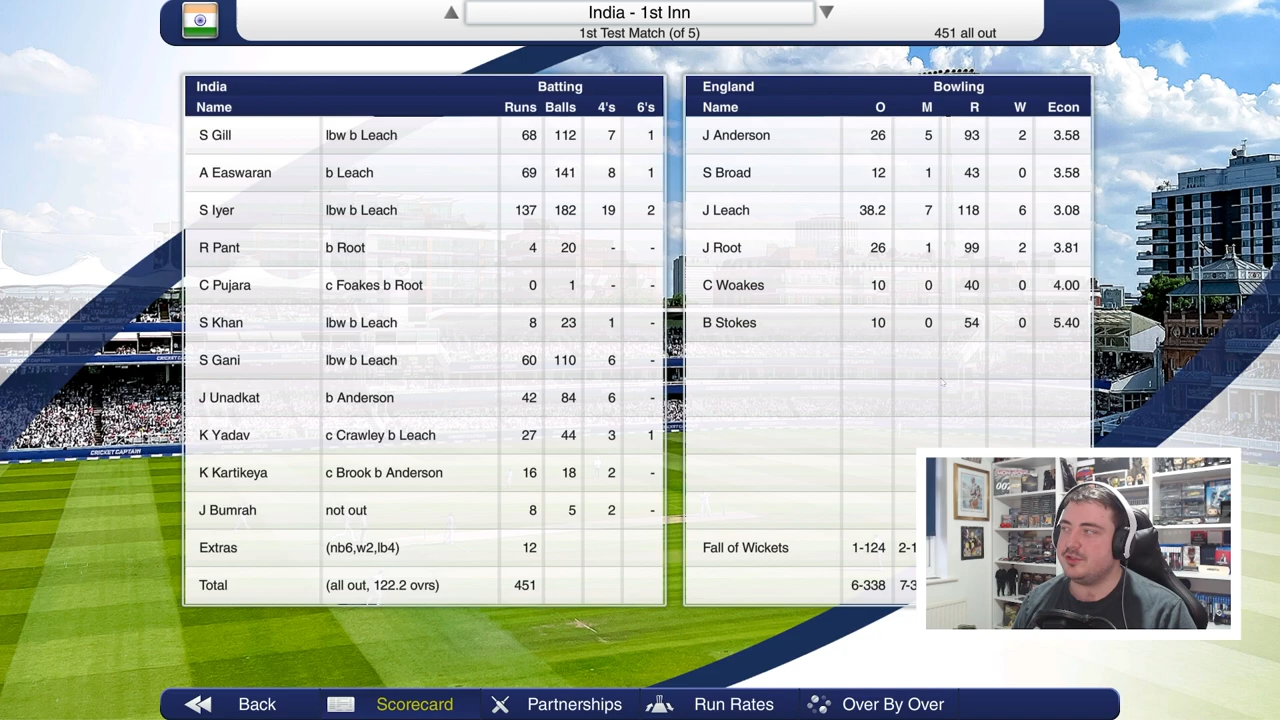 India - 1st Inn
1st Test Match (of 5)
451 all out
India Batting
Name Runs Balls 4's 6's
S Gill lbw b Leach 68 112 7 1
A Easwaran b Leach 69 141 8 1
S Iyer lbw b Leach 137 182 19 2
R Pant b Root 4 20 - -
C Pujara c Foakes b Root 0 1 - -
S Khan lbw b Leach 8 23 1 -
S Gani lbw b Leach 60 110 6 -
J Unadkat b Anderson 42 84 6 -
K Yadav c Crawley b Leach 27 44 3 1
K Kartikeya c Brook b Anderson 16 18 2 -
J Bumrah not out 8 5 2 -
Extras (nb6,w2,lb4) 12
Total (all out, 122.2 ovrs) 451
England Bowling
Name O M R W Econ
J Anderson 26 5 93 2 3.58
S Broad 12 1 43 0 3.58
J Leach 38.2 7 118 6 3.08
J Root 26 1 99 2 3.81
C Woakes 10 0 40 0 4.00
B Stokes 10 0 54 0 5.40
Fall of Wickets 1-124 2-1
6-338 7-3
CRICKET CAPTAIN
007
Back Scorecard Partnerships Run Rates Over By Over